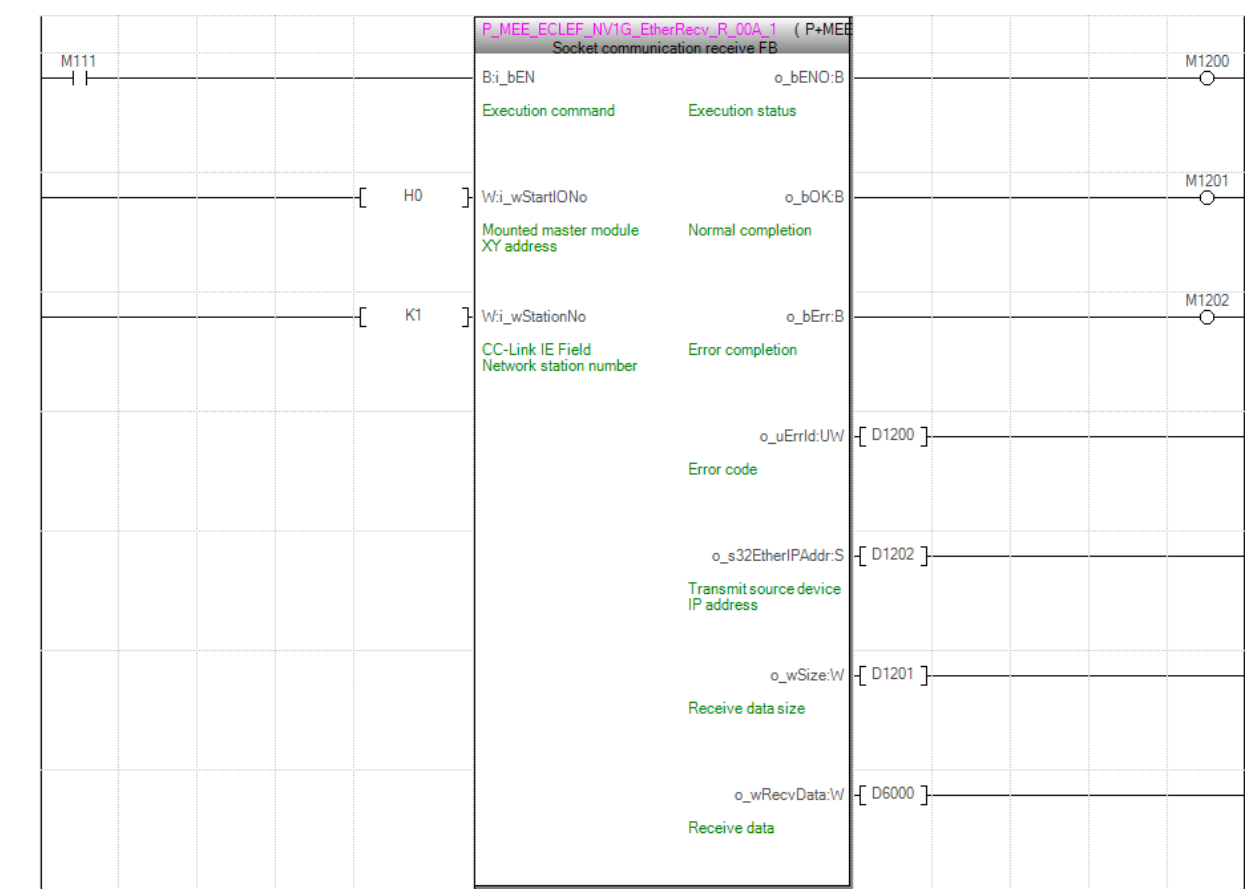 P_MEE_ECLEF_NV1G_EtherRecv_R_00A_1 ( P+MEE
Socket communication receive FB
M111
B:i_bEN
o_bENO:B
M1200
Execution command
Execution status
H0
W:i_wStartIONo
o_bOK:B
M1201
Mounted master module
XY address
Normal completion
K1
W:i_wStationNo
o_bErr:B
M1202
CC-Link IE Field
Network station number
Error completion
o_uErrId:UW
D1200
Error code
o_s32EtherIPAddr:S
D1202
Transmit source device
IP address
o_wSize:W
D1201
Receive data size
o_wRecvData:W
D6000
Receive data